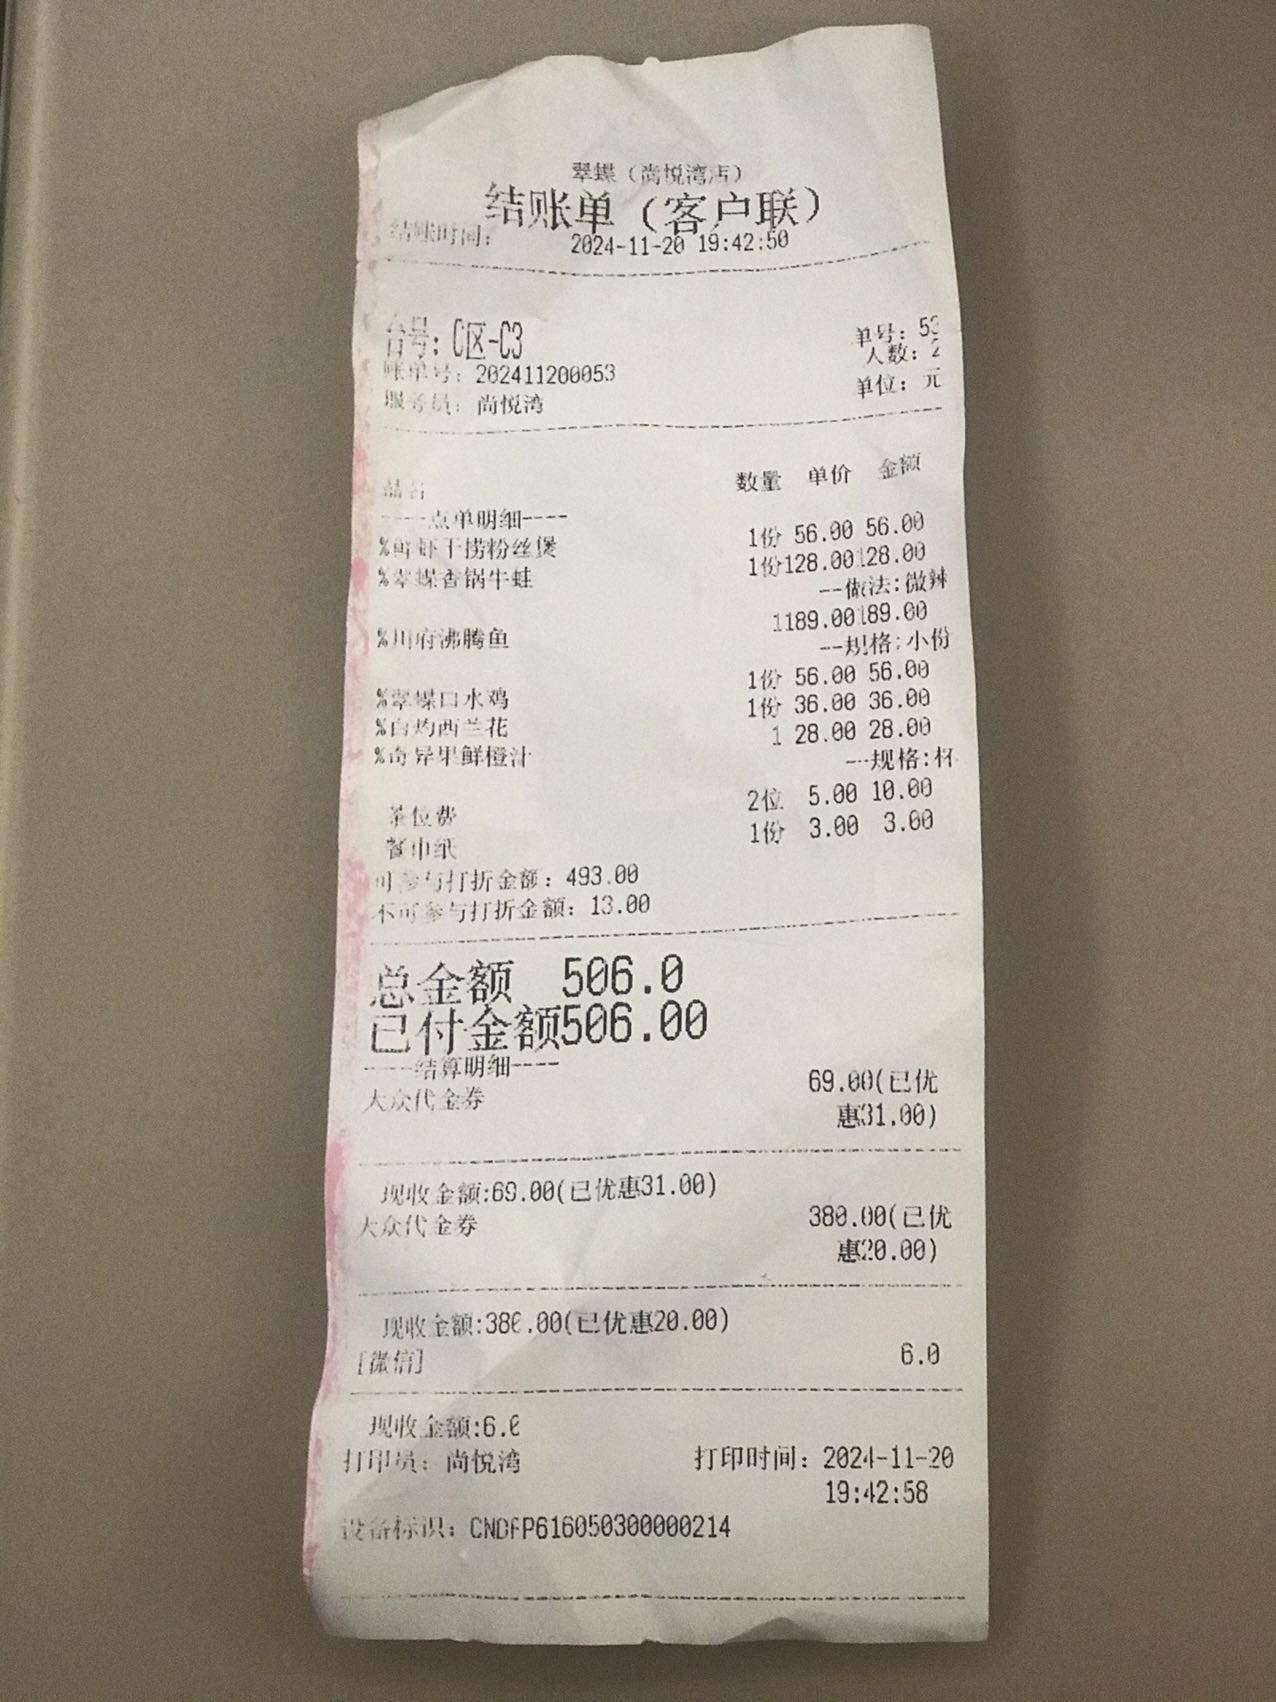 翠蝶（尚悦湾店）
结账单（客户联）
结账时间： 2024-11-20 19:42:50
台号：C区-C3 单号：53
人数：2
账单号：202411200053
服务员：尚悦湾 单位：元
品名 数量 单价 金额
----点单明细----
%鲜虾干捞粉丝煲 1份 56.00 56.00
%翠蝶香锅牛蛙 1份128.00128.00
--做法:微辣
%川府沸腾鱼 1189.00189.00
--规格:小份
%翠蝶口水鸡 1份 56.00 56.00
%白灼西兰花 1份 36.00 36.00
%奇异果鲜橙汁 1 28.00 28.00
--规格:杯
茶位费 2位 5.00 10.00
餐巾纸 1份 3.00 3.00
可参与打折金额：493.00
不可参与打折金额：13.00
总金额 506.0
已付金额506.00
----结算明细----
大众代金券 69.00(已优
惠31.00)
现收金额:69.00(已优惠31.00)
大众代金券 380.00(已优
惠20.00)
现收金额:380.00(已优惠20.00)
[微信] 6.0
现收金额:6.0
打印员：尚悦湾 打印时间：2024-11-20
19:42:58
设备标识：CNDFP616050300000214